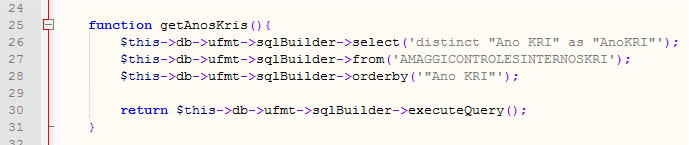 24
25 function getAnosKris(){
26 $this->db->ufmt->sqlBuilder->select('distinct "Ano KRI" as "AnoKRI"');
27 $this->db->ufmt->sqlBuilder->from('AMAGGICONTROLESINTERNOSKRI');
28 $this->db->ufmt->sqlBuilder->orderby('"Ano KRI"');
29
30 return $this->db->ufmt->sqlBuilder->executeQuery();
31 }
32